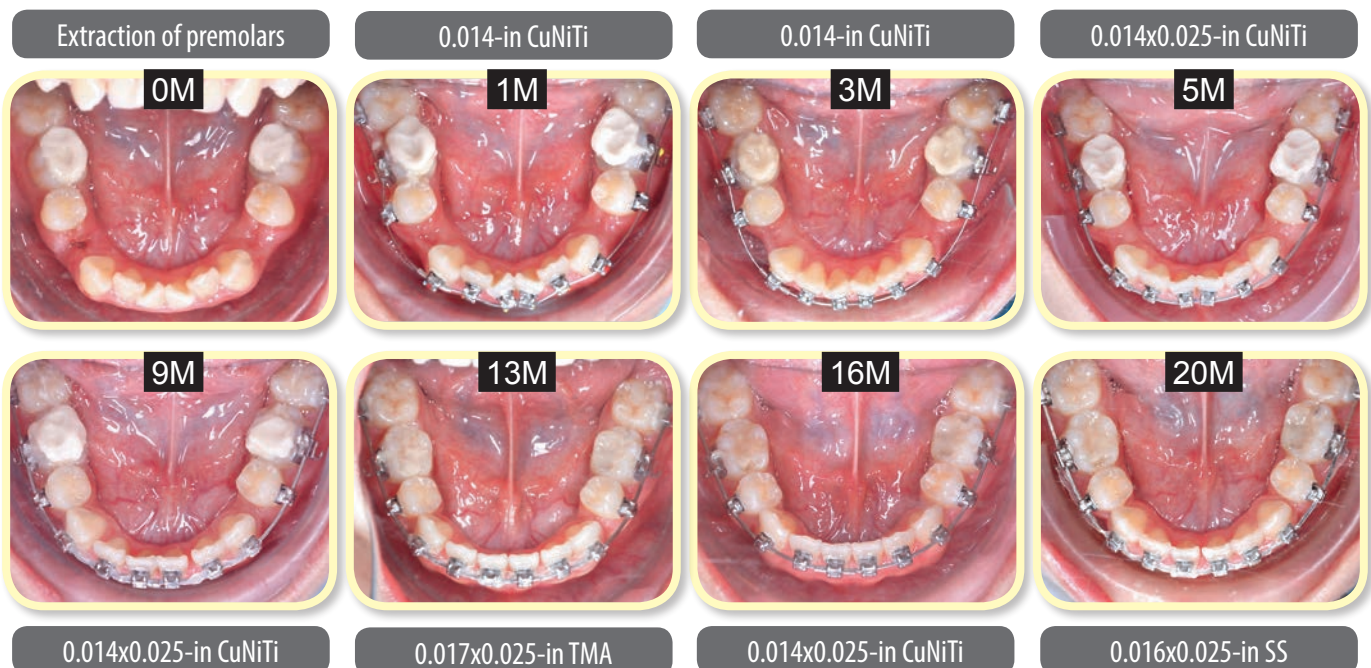 Extraction of premolars
0.014-in CuNiTi
0.014-in CuNiTi
0.014x0.025-in CuNiTi
0M
1M
3M
5M
9M
13M
16M
20M
0.014x0.025-in CuNiTi
0.017x0.025-in TMA
0.014x0.025-in CuNiTi
0.016x0.025-in SS